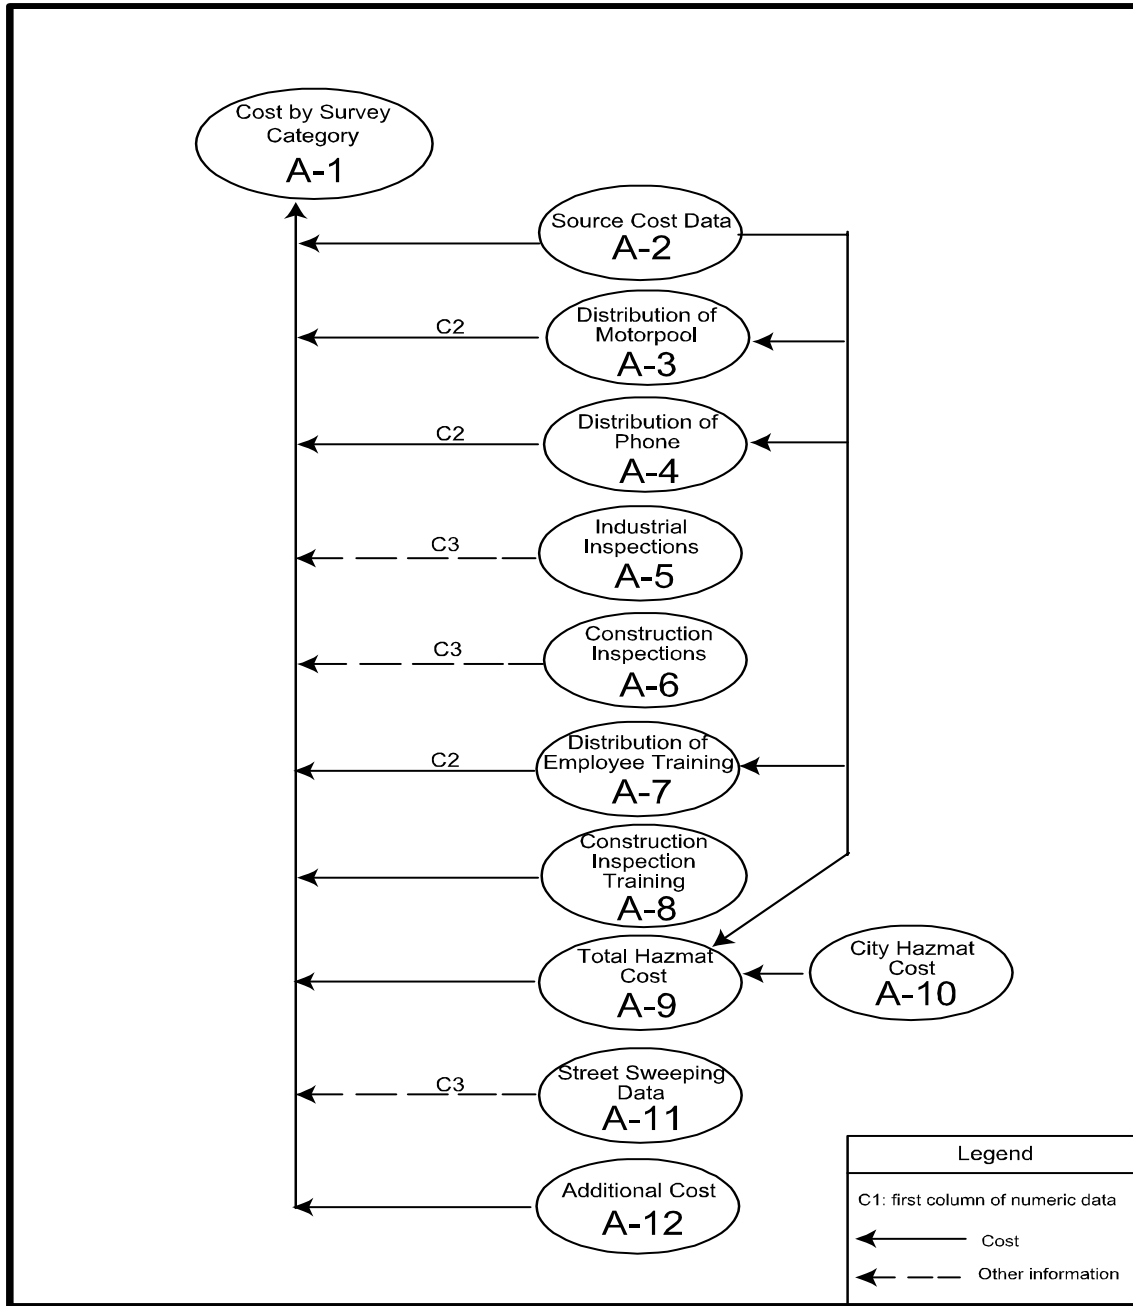 Cost by Survey
Category
A-1
Source Cost Data
A-2
C2
Distribution of
Motorpool
A-3
C2
Distribution of
Phone
A-4
C3
Industrial
Inspections
A-5
C3
Construction
Inspections
A-6
C2
Distribution of
Employee Training
A-7
Construction
Inspection
Training
A-8
Total Hazmat
Cost
A-9
City Hazmat
Cost
A-10
C3
Street Sweeping
Data
A-11
Additional Cost
A-12
Legend
C1: first column of numeric data
Cost
Other information